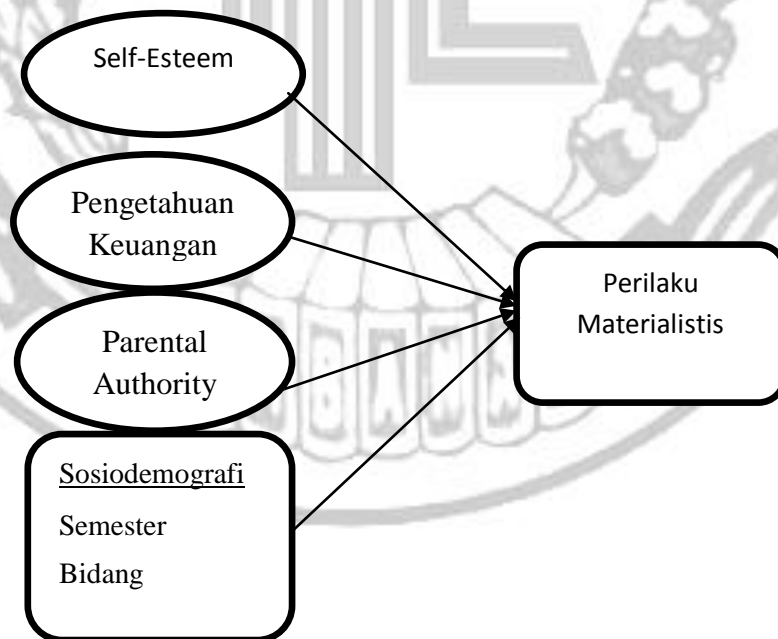 Self-Esteem
Pengetahuan
Keuangan
Parental
Authority
Sosiodemografi
Semester
Bidang
Perilaku
Materialistis